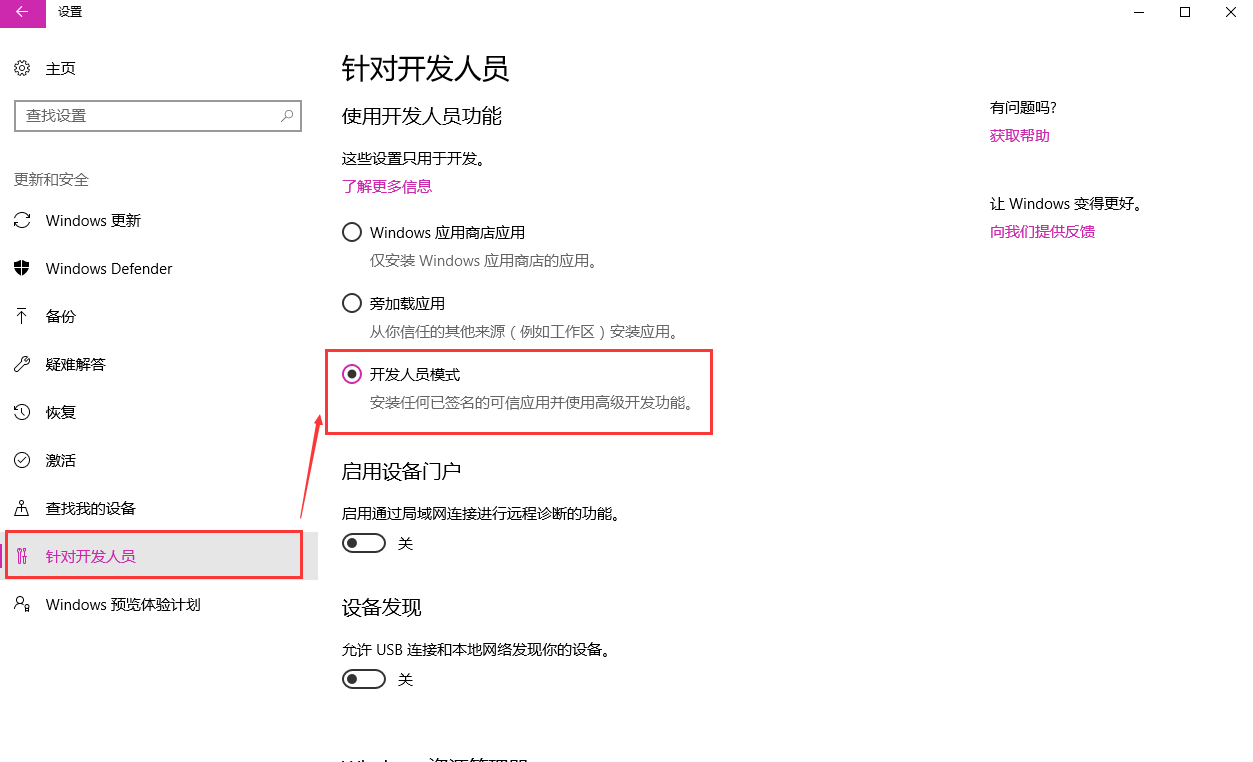 设置
主页
查找设置
更新和安全
Windows 更新
Windows Defender
备份
疑难解答
恢复
激活
查找我的设备
针对开发人员
Windows 预览体验计划
针对开发人员
使用开发人员功能
这些设置只用于开发。
了解更多信息
Windows 应用商店应用
仅安装 Windows 应用商店的应用。
旁加载应用
从你信任的其他来源（例如工作区）安装应用。
开发人员模式
安装任何已签名的可信应用并使用高级开发功能。
启用设备门户
启用通过局域网连接进行远程诊断的功能。
关
设备发现
允许 USB 连接和本地网络发现你的设备。
关
Windows 资源管理器
有问题吗?
获取帮助
让 Windows 变得更好。
向我们提供反馈